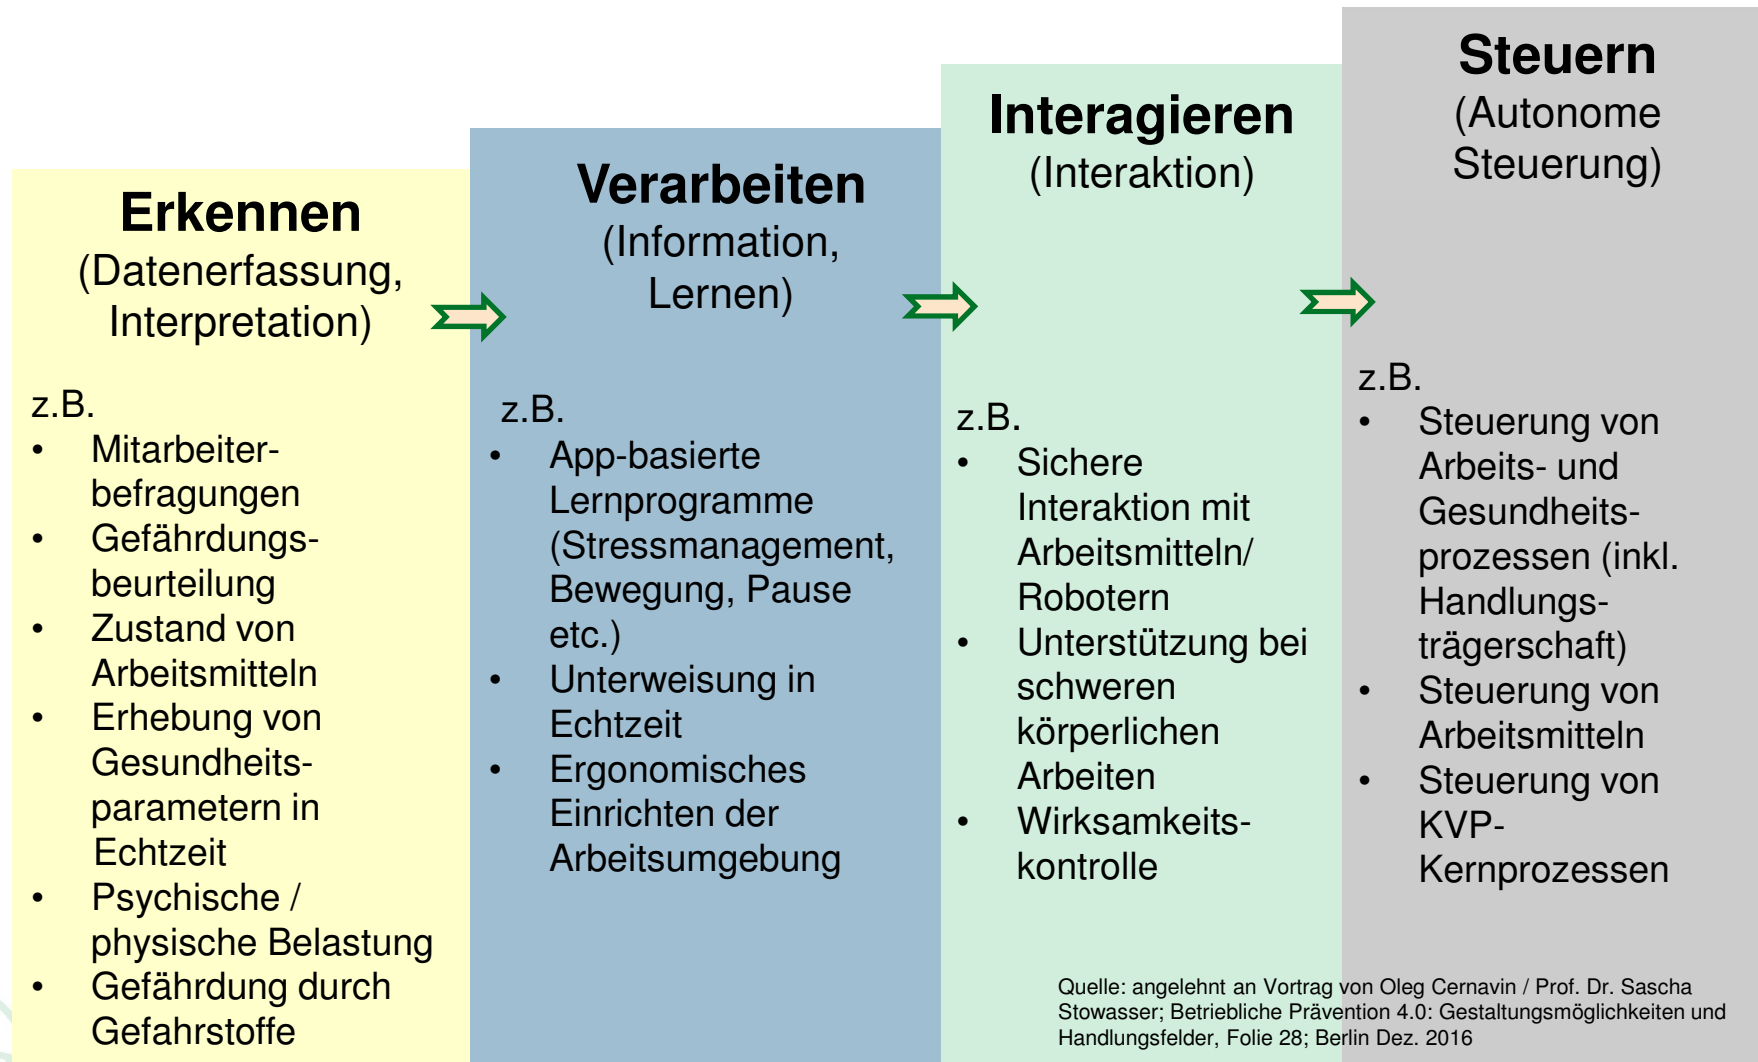 Erkennen
(Datenerfassung,
Interpretation)
z.B.
• Mitarbeiter-
befragungen
• Gefährdungs-
beurteilung
• Zustand von
Arbeitsmitteln
• Erhebung von
Gesundheits-
parametern in
Echtzeit
• Psychische /
physische Belastung
• Gefährdung durch
Gefahrstoffe
Verarbeiten
(Information,
Lernen)
z.B.
• App-basierte
Lernprogramme
(Stressmanagement,
Bewegung, Pause
etc.)
• Unterweisung in
Echtzeit
• Ergonomisches
Einrichten der
Arbeitsumgebung
Interagieren
(Interaktion)
z.B.
• Sichere
Interaktion mit
Arbeitsmitteln/
Robotern
• Unterstützung bei
schweren
körperlichen
Arbeiten
• Wirksamkeits-
kontrolle
Steuern
(Autonome
Steuerung)
z.B.
• Steuerung von
Arbeits- und
Gesundheits-
prozessen (inkl.
Handlungs-
trägerschaft)
• Steuerung von
Arbeitsmitteln
• Steuerung von
KVP-
Kernprozessen
Quelle: angelehnt an Vortrag von Oleg Cernavin / Prof. Dr. Sascha
Stowasser; Betriebliche Prävention 4.0: Gestaltungsmöglichkeiten und
Handlungsfelder, Folie 28; Berlin Dez. 2016